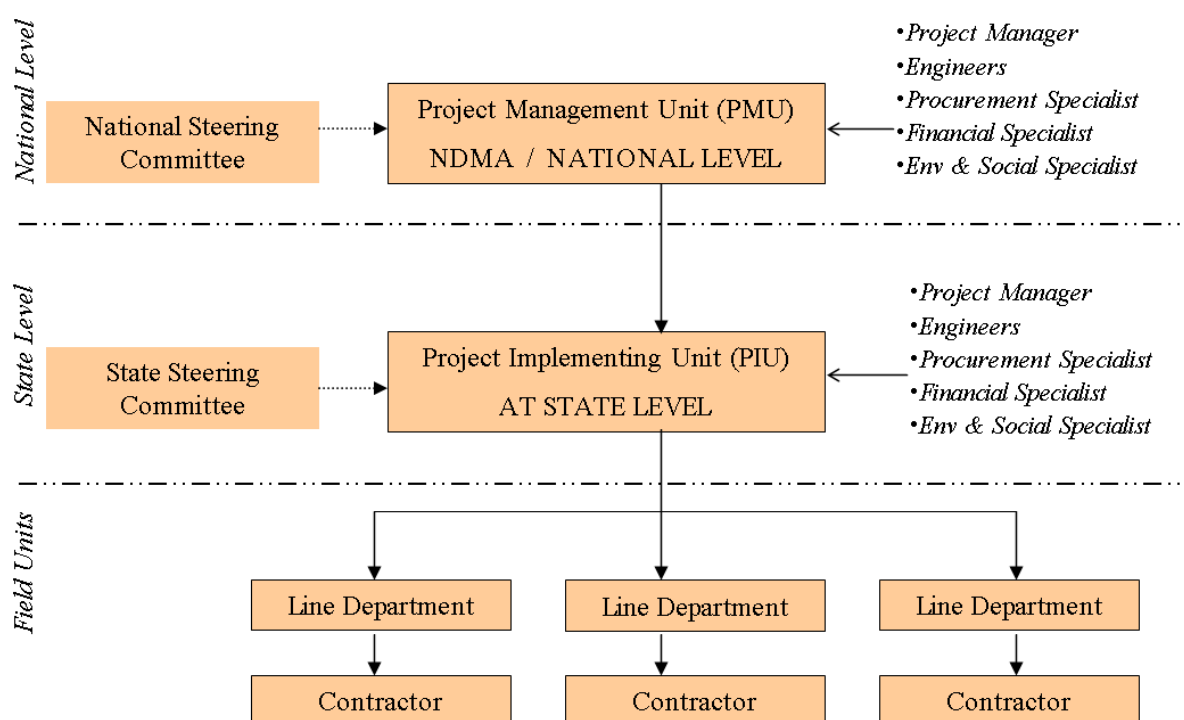 National Level
National Steering
Committee
Project Management Unit (PMU)
NDMA / NATIONAL LEVEL
•Project Manager
•Engineers
•Procurement Specialist
•Financial Specialist
•Env & Social Specialist
State Level
State Steering
Committee
Project Implementing Unit (PIU)
AT STATE LEVEL
•Project Manager
•Engineers
•Procurement Specialist
•Financial Specialist
•Env & Social Specialist
Field Units
Line Department
Line Department
Line Department
Contractor
Contractor
Contractor